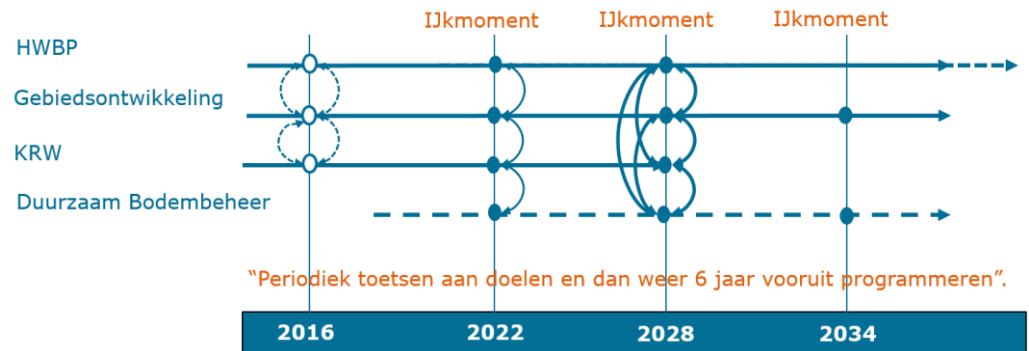 IJkmoment IJkmoment IJkmoment
HWBP
Gebiedsontwikkeling
KRW
Duurzaam Bodembeheer
“Periodiek toetsen aan doelen en dan weer 6 jaar vooruit programmeren”.
2016 2022 2028 2034